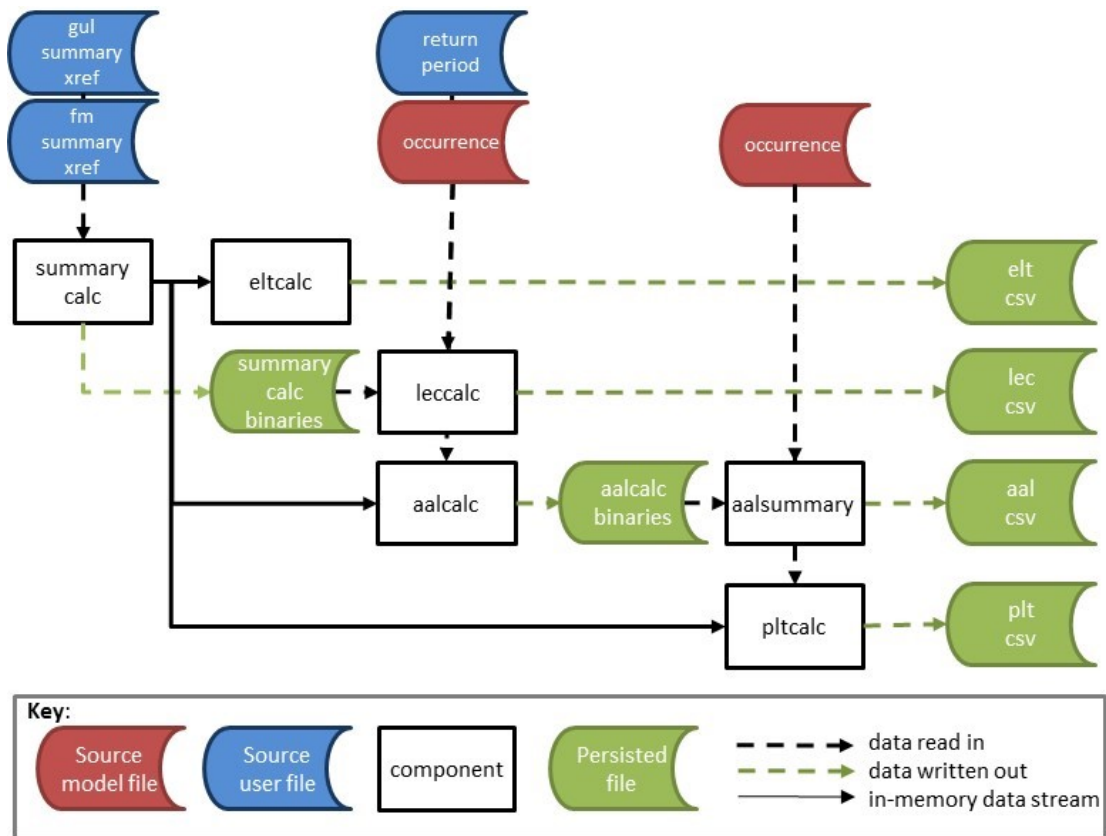 gul
summary
xref
return
period
fm
summary
xref
occurrence
occurrence
summary
calc
eltcalc
elt
csv
summary
calc
binaries
leccalc
lec
csv
aalcalc
aalcalc
binaries
aalsummary
aal
csv
pltcalc
plt
csv
Key:
Source
model file
Source
user file
component
Persisted
file
data read in
data written out
in-memory data stream